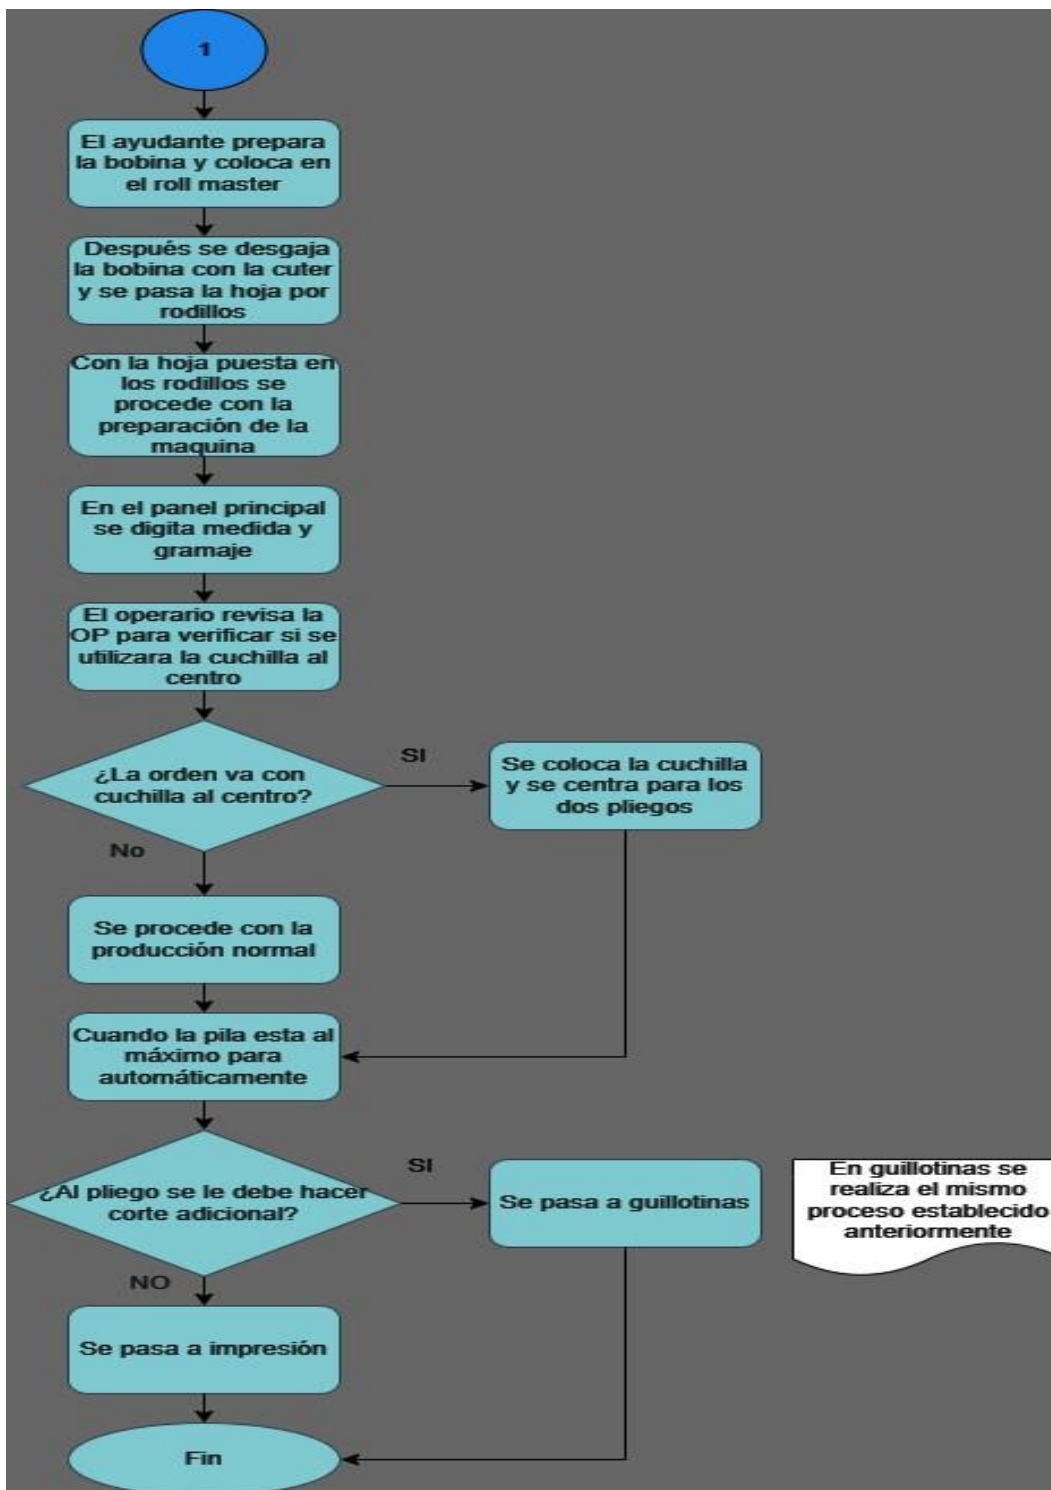 1
El ayudante prepara
la bobina y coloca en
el roll master
Después se desgaja
la bobina con la cuter
y se pasa la hoja por
rodillos
Con la hoja puesta en
los rodillos se
procede con la
preparación de la
maquina
En el panel principal
se digita medida y
gramaje
El operario revisa la
OP para verificar si se
utilizara la cuchilla al
centro
¿La orden va con
cuchilla al centro?
SI
Se coloca la cuchilla
y se centra para los
dos pliegos
No
Se procede con la
producción normal
Cuando la pila esta al
máximo para
automáticamente
¿Al pliego se le debe hacer
corte adicional?
SI
Se pasa a guillotinas
En guillotinas se
realiza el mismo
proceso establecido
anteriormente
NO
Se pasa a impresión
Fin